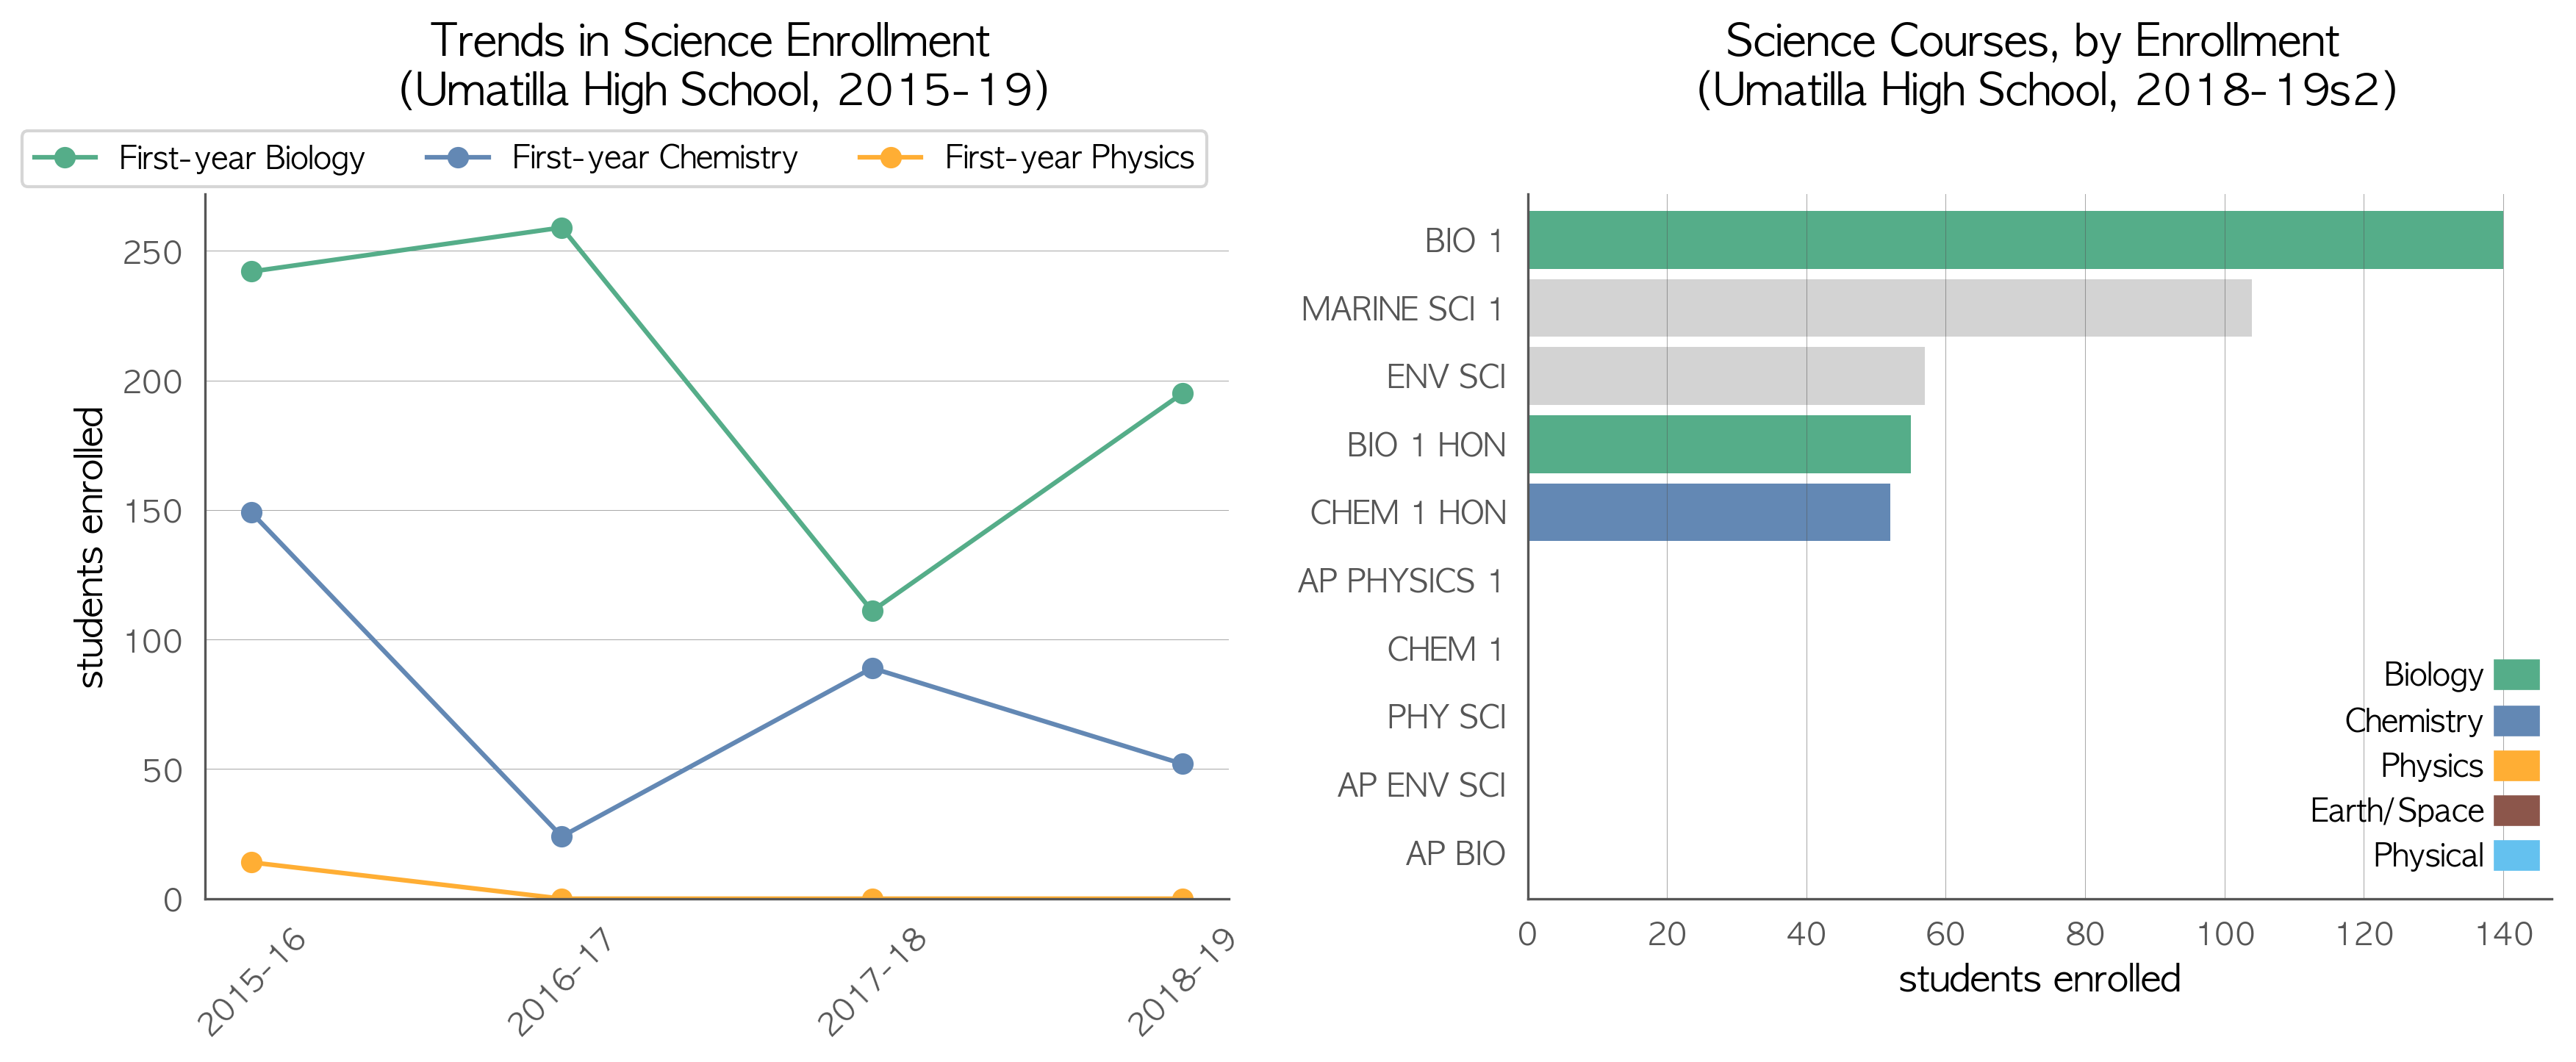 Trends in Science Enrollment
(Umatilla High School, 2015-19)
First-year Biology First-year Chemistry First-year Physics
250
200
150
100
50
0
students enrolled
2015-16 2016-17 2017-18 2018-19
Science Courses, by Enrollment
(Umatilla High School, 2018-19s2)
BIO 1
MARINE SCI 1
ENV SCI
BIO 1 HON
CHEM 1 HON
AP PHYSICS 1
CHEM 1
PHY SCI
AP ENV SCI
AP BIO
Biology
Chemistry
Physics
Earth/Space
Physical
0 20 40 60 80 100 120 140
students enrolled